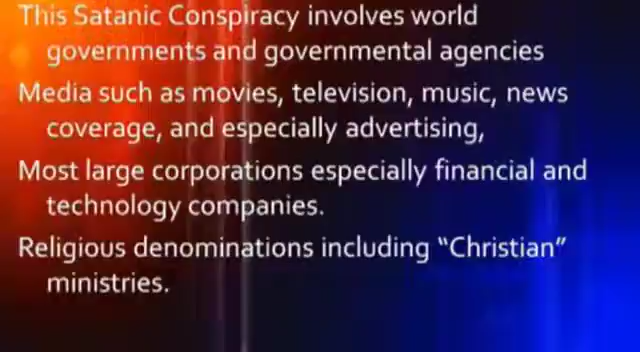 This Satanic Conspiracy involves world
governments and governmental agencies
Media such as movies, television, music, news
coverage, and especially advertising,
Most large corporations especially financial and
technology companies.
Religious denominations including “Christian”
ministries.